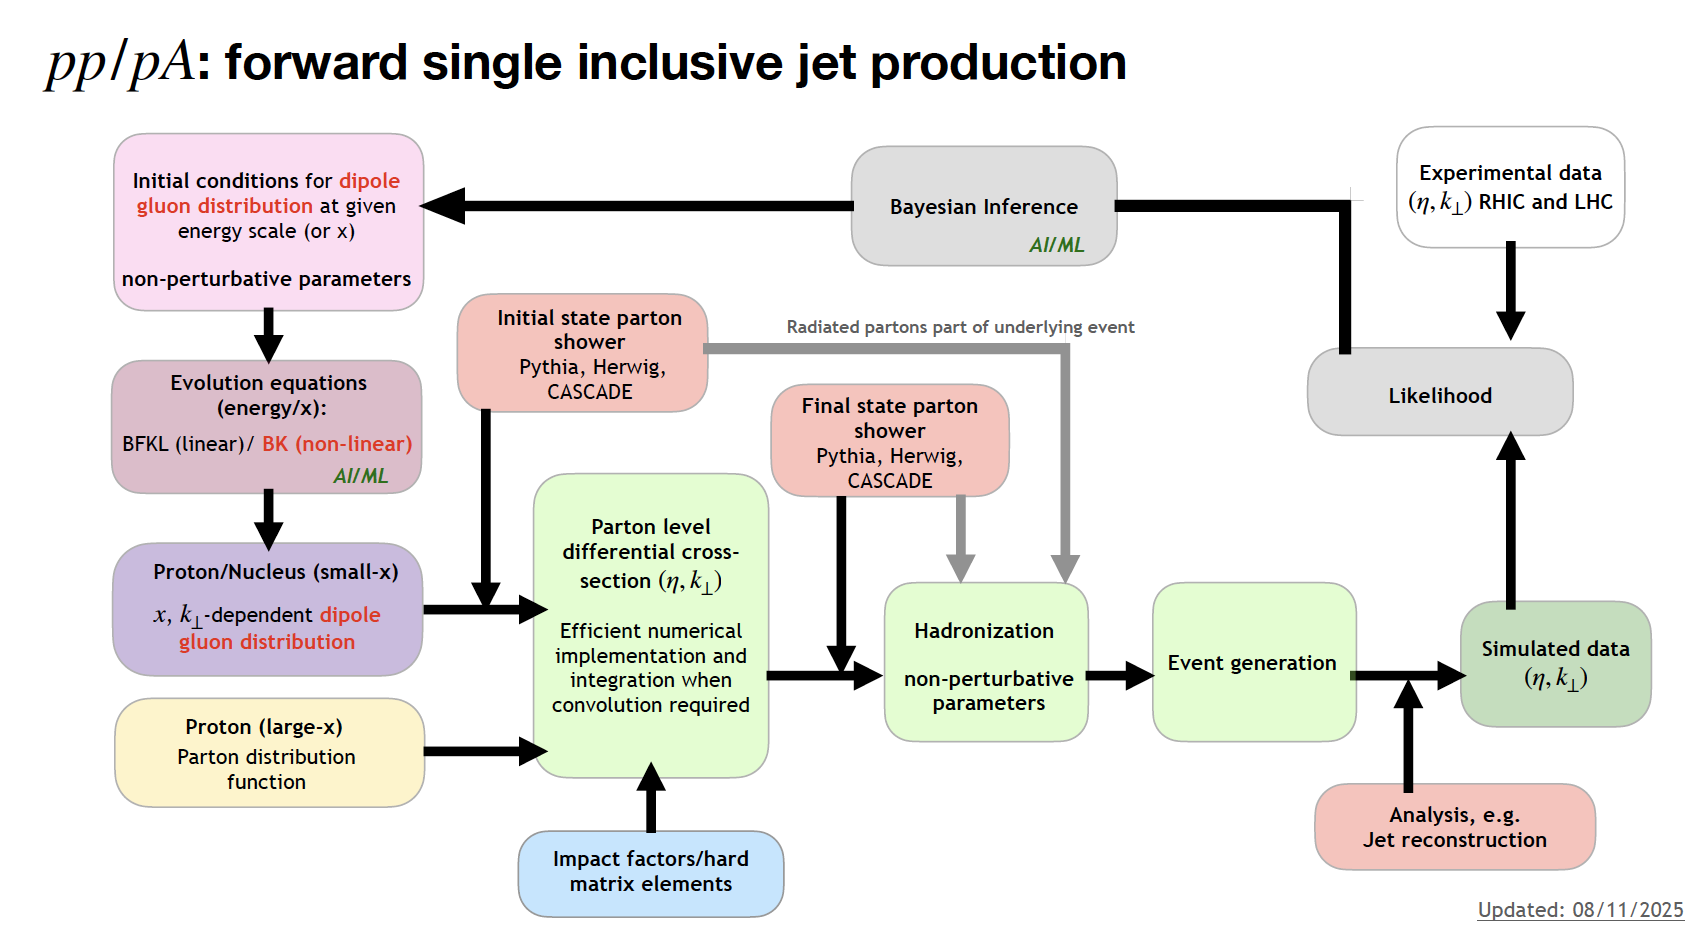 pp/pA: forward single inclusive jet production
Initial conditions for dipole
gluon distribution at given
energy scale (or x)
non-perturbative parameters
Bayesian Inference
AI/ML
Experimental data
(η, k⊥) RHIC and LHC
Initial state parton
shower
Pythia, Herwig,
CASCADE
Radiated partons part of underlying event
Evolution equations
(energy/x):
BFKL (linear)/ BK (non-linear)
AI/ML
Final state parton
shower
Pythia, Herwig,
CASCADE
Likelihood
Proton/Nucleus (small-x)
x, k⊥-dependent dipole
gluon distribution
Parton level
differential cross-
section (η, k⊥)
Efficient numerical
implementation and
integration when
convolution required
Hadronization
non-perturbative
parameters
Event generation
Simulated data
(η, k⊥)
Proton (large-x)
Parton distribution
function
Impact factors/hard
matrix elements
Analysis, e.g.
Jet reconstruction
Updated: 08/11/2025